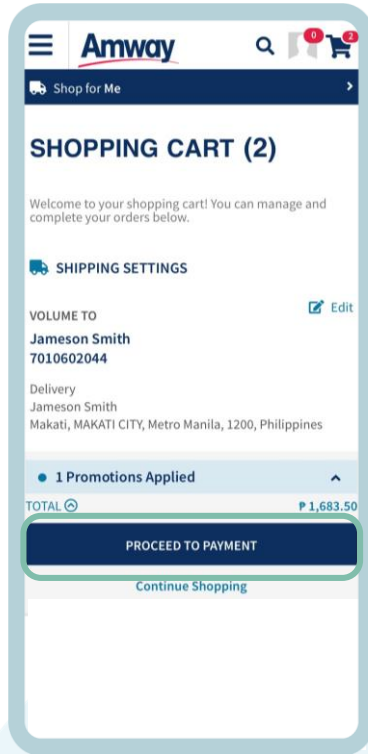 Amway
0
2
Shop for Me
SHOPPING CART (2)
Welcome to your shopping cart! You can manage and
complete your orders below.
SHIPPING SETTINGS
VOLUME TO
Edit
Jameson Smith
7010602044
Delivery
Jameson Smith
Makati, MAKATI CITY, Metro Manila, 1200, Philippines
1 Promotions Applied
TOTAL ₱ 1,683.50
PROCEED TO PAYMENT
Continue Shopping